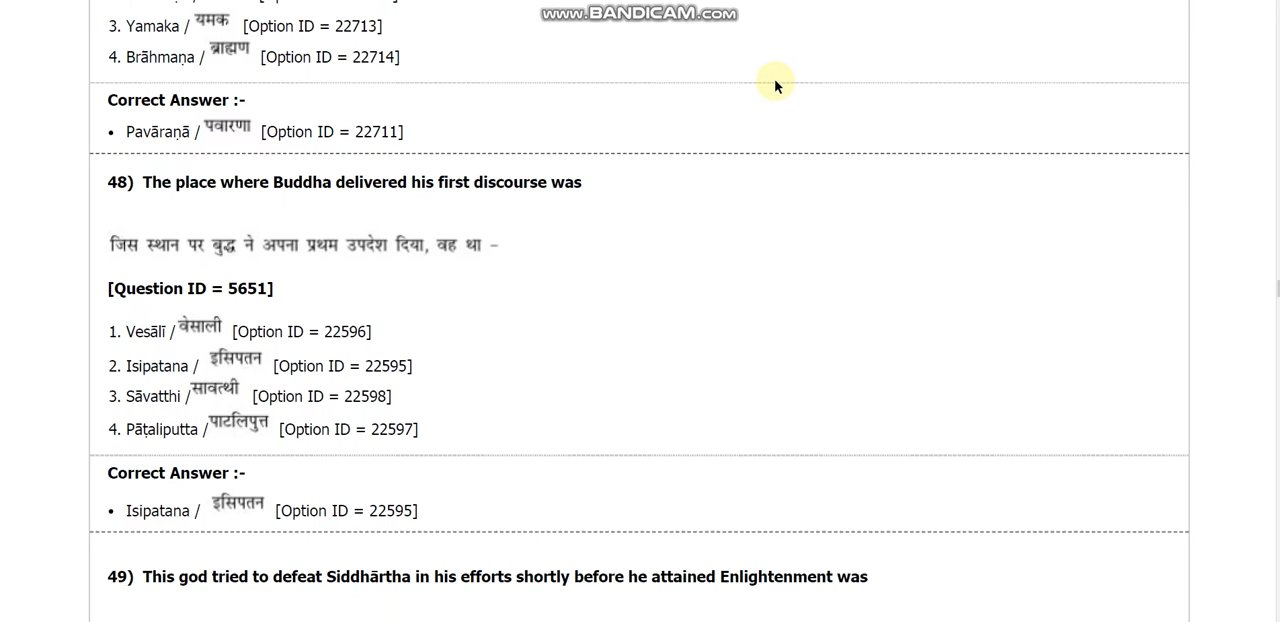 www.BANDICAM.com
3. Yamaka / यमक [Option ID = 22713]
4. Brāhmaṇa / ब्राह्मण [Option ID = 22714]
Correct Answer :-
• Pavāraṇā / पवारणा [Option ID = 22711]
48) The place where Buddha delivered his first discourse was
जिस स्थान पर बुद्ध ने अपना प्रथम उपदेश दिया, वह था -
[Question ID = 5651]
1. Vesālī / वेसाली [Option ID = 22596]
2. Isipatana / इसिपतन [Option ID = 22595]
3. Sāvatthi / सावत्थी [Option ID = 22598]
4. Pāṭaliputta / पाटलिपुत्त [Option ID = 22597]
Correct Answer :-
• Isipatana / इसिपतन [Option ID = 22595]
49) This god tried to defeat Siddhārtha in his efforts shortly before he attained Enlightenment was